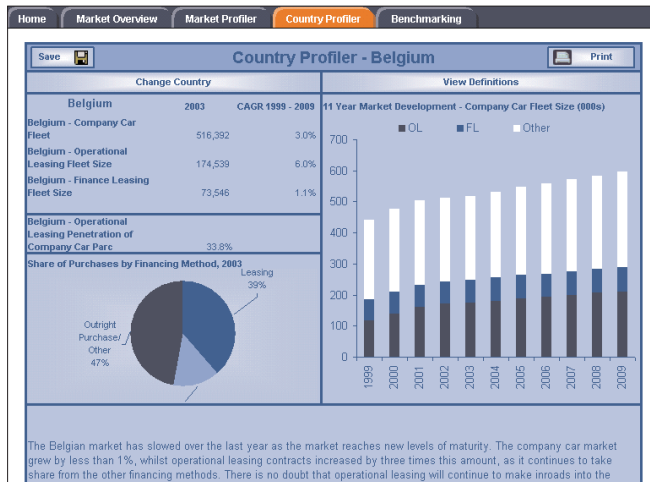 Home Market Overview Market Profiler Country Profiler Benchmarking
Save Country Profiler - Belgium Print
Change Country View Definitions
Belgium 2003 CAGR 1999 - 2009
Belgium - Company Car
Fleet 516,392 3.0%
Belgium - Operational
Leasing Fleet Size 174,539 6.0%
Belgium - Finance Leasing
Fleet Size 73,546 1.1%
Belgium - Operational
Leasing Penetration of
Company Car Parc 33.8%
Share of Purchases by Financing Method, 2003
Leasing
39%
Outright
Purchase/
Other
47%
11 Year Market Development - Company Car Fleet Size (000s)
OL FL Other
700
600
500
400
300
200
100
0
1999 2000 2001 2002 2003 2004 2005 2006 2007 2008 2009
The Belgian market has slowed over the last year as the market reaches new levels of maturity. The company car market
grew by less than 1%, whilst operational leasing contracts increased by three times this amount, as it continues to take
share from the other financing methods. There is no doubt that operational leasing will continue to make inroads into the